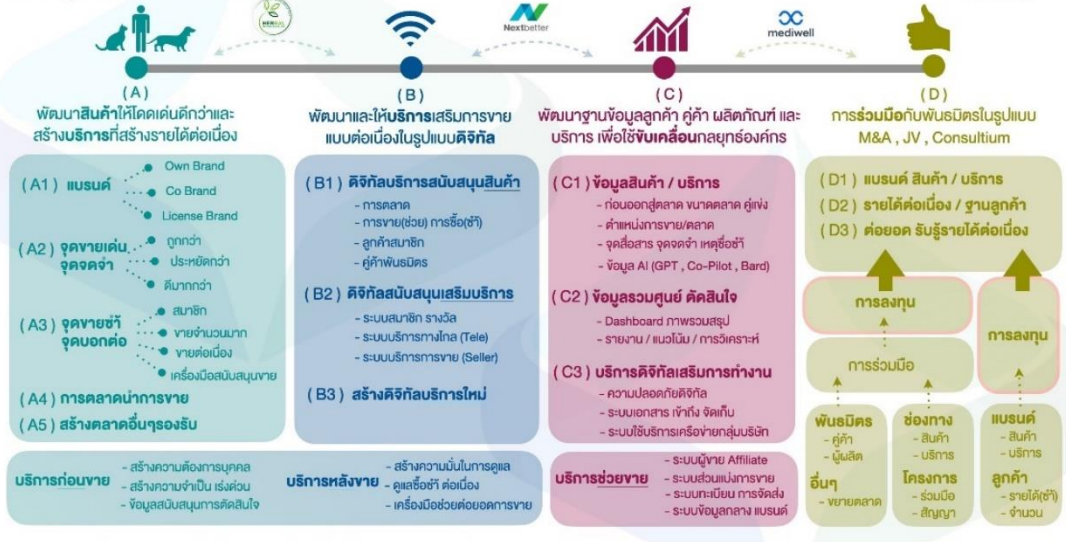 HERBAL
Nextbetter
mediwell
( A )
พัฒนาสินค้าให้โดดเด่นดีกว่าและ
สร้างบริการที่สร้างรายได้ต่อเนื่อง
( A1 ) แบรนด์
Own Brand
Co Brand
License Brand
( A2 ) จุดขายเด่น
จุดจดจำ
ถูกกว่า
ประหยัดกว่า
ดีมากกว่า
( A3 ) จุดขายซ้ำ
จุดบอกต่อ
สมาชิก
ขายจำนวนมาก
ขายต่อเนื่อง
เครื่องมือสนับสนุนขาย
( A4 ) การตลาดนำการขาย
( A5 ) สร้างตลาดอื่นๆรองรับ
( B )
พัฒนาและให้บริการเสริมการขาย
แบบต่อเนื่องในรูปแบบดิจิทัล
( B1 ) ดิจิทัลบริการสนับสนุนสินค้า
- การตลาด
- การขาย(ช่วย) การซื้อ(ซ้ำ)
- ลูกค้าสมาชิก
- คู่ค้าพันธมิตร
( B2 ) ดิจิทัลสนับสนุนเสริมบริการ
- ระบบสมาชิก รางวัล
- ระบบบริการทางไกล (Tele)
- ระบบบริการการขาย (Seller)
( B3 ) สร้างดิจิทัลบริการใหม่
( C )
พัฒนาฐานข้อมูลลูกค้า คู่ค้า ผลิตภัณฑ์ และ
บริการ เพื่อใช้ขับเคลื่อนกลยุทธ์องค์กร
( C1 ) ข้อมูลสินค้า / บริการ
- ก่อนออกสู่ตลาด ขนาดตลาด คู่แข่ง
- ตำแหน่งการขาย/ตลาด
- จุดสื่อสาร จุดจดจำ เหตุซื้อซ้ำ
- ข้อมูล AI (GPT , Co-Pilot , Bard)
( C2 ) ข้อมูลรวมศูนย์ ตัดสินใจ
- Dashboard ภาพรวมสรุป
- รายงาน / แนวโน้ม / การวิเคราะห์
( C3 ) บริการดิจิทัลเสริมการทำงาน
- ความปลอดภัยดิจิทัล
- ระบบเอกสาร เข้าถึง จัดเก็บ
- ระบบใช้บริการเครือข่ายกลุ่มบริษัท
( D )
การร่วมมือกับพันธมิตรในรูปแบบ
M&A , JV , Consultium
( D1 ) แบรนด์ สินค้า / บริการ
( D2 ) รายได้ต่อเนื่อง / ฐานลูกค้า
( D3 ) ต่อยอด รับรู้รายได้ต่อเนื่อง
การลงทุน
การร่วมมือ
การลงทุน
พันธมิตร
- คู่ค้า
- ผู้ผลิต
อื่นๆ
- ขยายตลาด
ช่องทาง
- สินค้า
- บริการ
โครงการ
- ร่วมมือ
- สัญญา
แบรนด์
- สินค้า
- บริการ
ลูกค้า
- รายได้(ซ้ำ)
- จำนวน
บริการก่อนขาย
- สร้างความต้องการบุคคล
- สร้างความจำเป็น เร่งด่วน
- ข้อมูลสนับสนุนการตัดสินใจ
บริการหลังขาย
- สร้างความมั่นในการดูแล
- ดูแลซื้อซ้ำ ต่อเนื่อง
- เครื่องมือช่วยต่อยอดการขาย
บริการช่วยขาย
- ระบบผู้ขาย Affiliate
- ระบบส่วนแบ่งการขาย
- ระบบทะเบียน การจัดส่ง
- ระบบข้อมูลกลาง แบรนด์